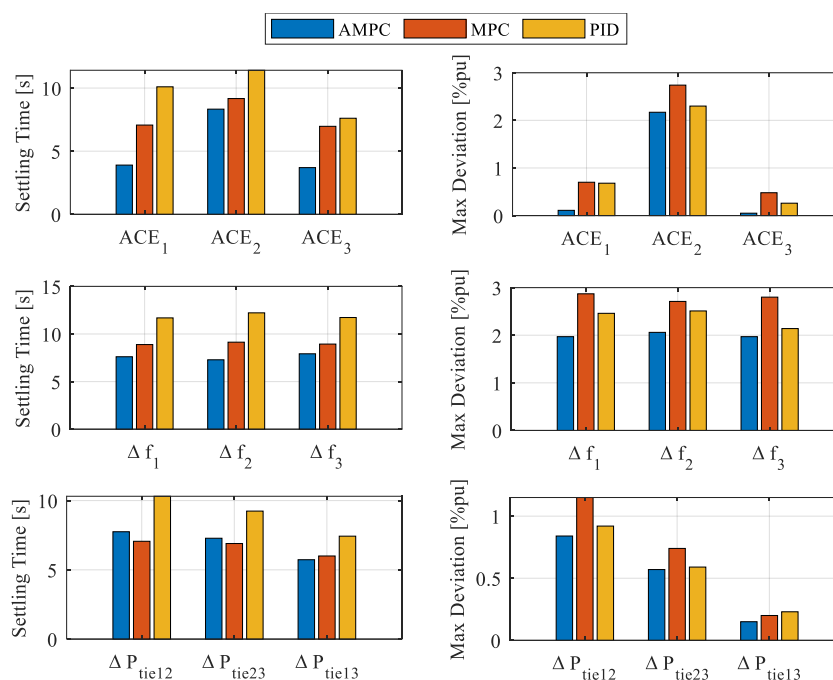 AMPC MPC PID
Settling Time [s]
10
5
0
ACE1 ACE2 ACE3
Max Deviation [%pu]
3
2
1
0
ACE1 ACE2 ACE3
Settling Time [s]
15
10
5
0
Δ f1 Δ f2 Δ f3
Max Deviation [%pu]
3
2
1
0
Δ f1 Δ f2 Δ f3
Settling Time [s]
10
5
0
Δ Ptie12 Δ Ptie23 Δ Ptie13
Max Deviation [%pu]
1
0.5
0
Δ Ptie12 Δ Ptie23 Δ Ptie13